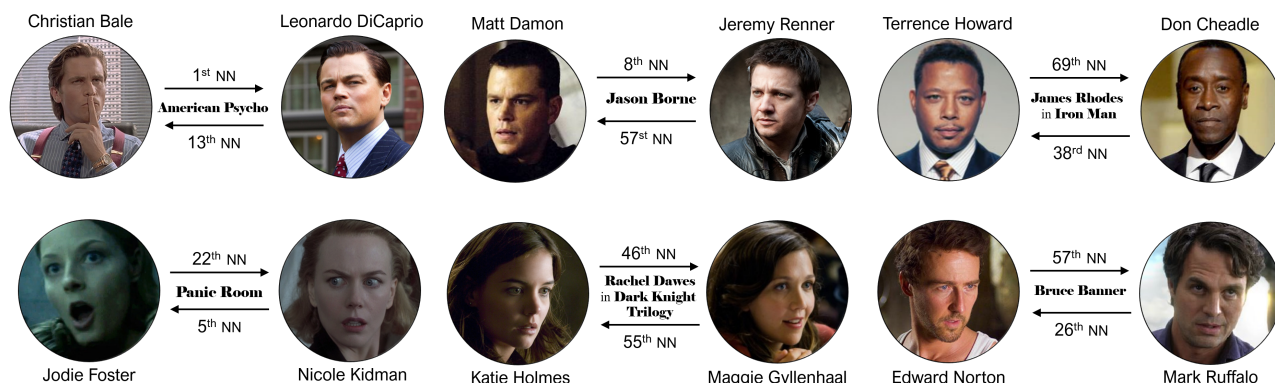 Christian Bale
Leonardo DiCaprio
Matt Damon
Jeremy Renner
Terrence Howard
Don Cheadle
1st NN
American Psycho
13th NN
8th NN
Jason Borne
57st NN
69th NN
James Rhodes
in Iron Man
38rd NN
22th NN
Panic Room
5th NN
46th NN
Rachel Dawes
in Dark Knight
Trilogy
55th NN
57th NN
Bruce Banner
26th NN
Jodie Foster
Nicole Kidman
Katie Holmes
Maggie Gyllenhaal
Edward Norton
Mark Ruffalo